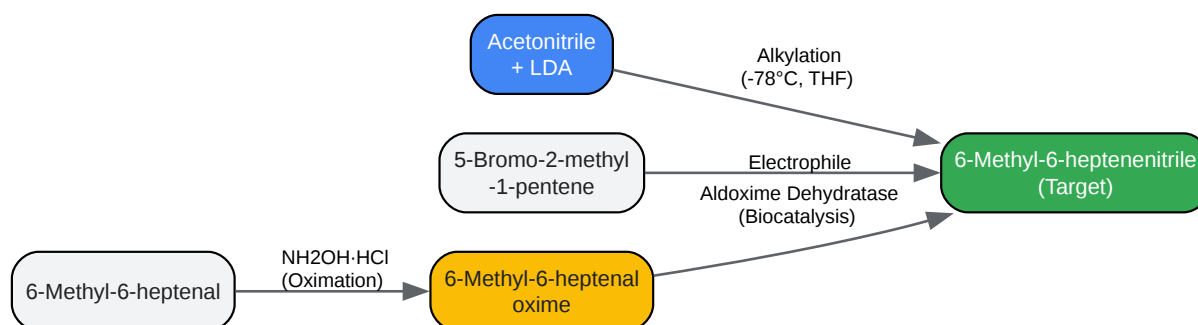 Acetonitrile
+ LDA
Alkylation
(-78°C, THF)
5-Bromo-2-methyl
-1-pentene
Electrophile
6-Methyl-6-heptenenitrile
(Target)
Aldoxime Dehydratase
(Biocatalysis)
6-Methyl-6-heptenal
NH2OH·HCl
(Oximation)
6-Methyl-6-heptenal
oxime